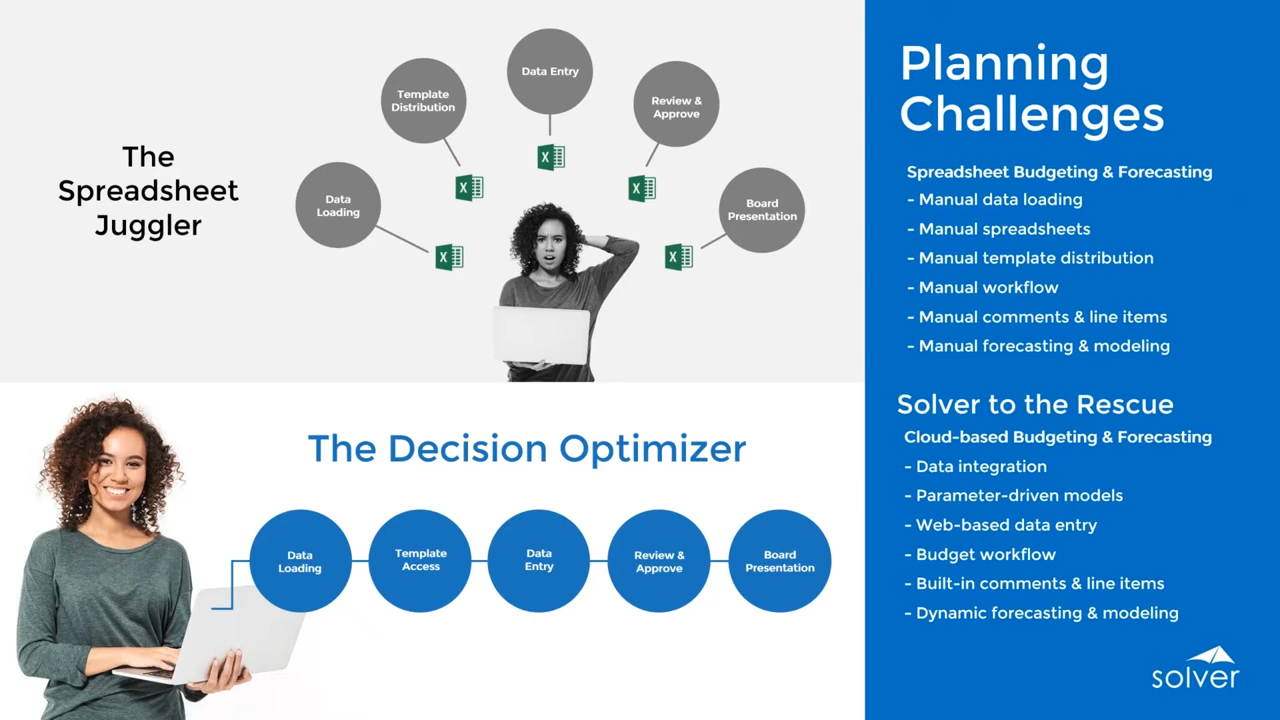 The
Spreadsheet
Juggler
Data
Loading
Template
Distribution
Data Entry
Review &
Approve
Board
Presentation
X
X
X
X
X
The Decision Optimizer
Data
Loading
Template
Access
Data
Entry
Review &
Approve
Board
Presentation
Planning
Challenges
Spreadsheet Budgeting & Forecasting
- Manual data loading
- Manual spreadsheets
- Manual template distribution
- Manual workflow
- Manual comments & line items
- Manual forecasting & modeling
Solver to the Rescue
Cloud-based Budgeting & Forecasting
- Data integration
- Parameter-driven models
- Web-based data entry
- Budget workflow
- Built-in comments & line items
- Dynamic forecasting & modeling
solver